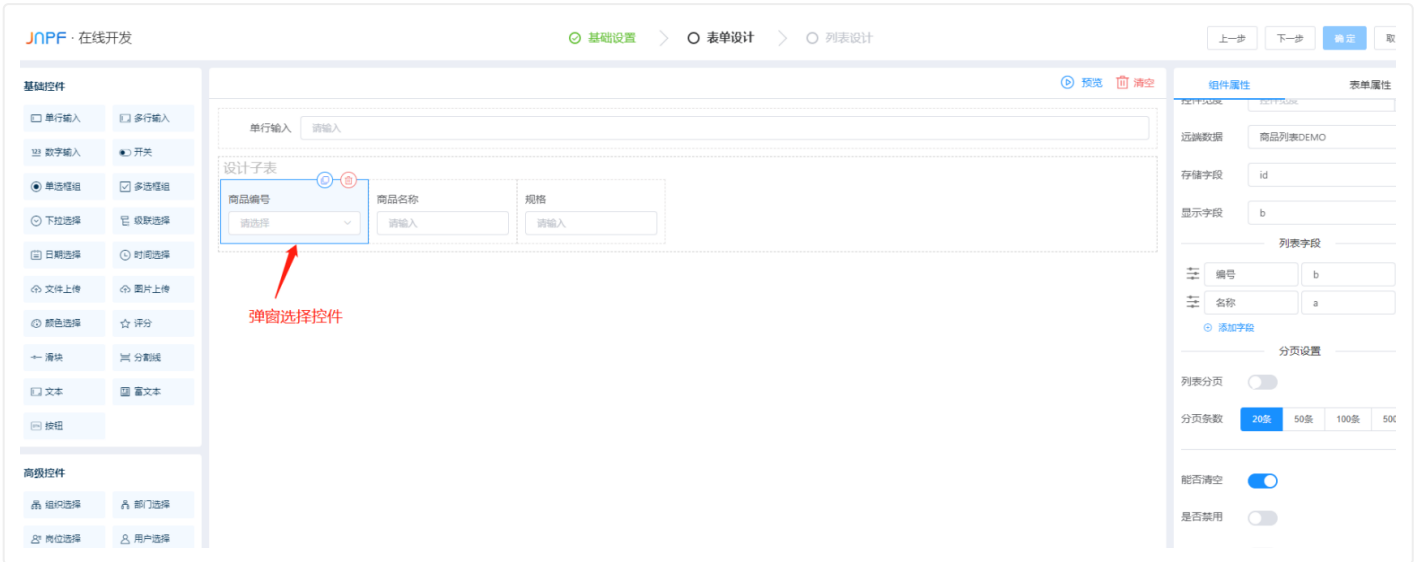 JNPF · 在线开发
基础设置
表单设计
列表设计
上一步
下一步
确定
取
基础控件
单行输入
多行输入
数字输入
开关
单选框组
多选框组
下拉选择
级联选择
日期选择
时间选择
文件上传
图片上传
颜色选择
评分
滑块
分割线
文本
富文本
按钮
高级控件
组织选择
部门选择
岗位选择
用户选择
预览
清空
单行输入
请输入
设计子表
商品编号
请选择
商品名称
请输入
规格
请输入
弹窗选择控件
组件属性
表单属性
控件宽度
控件宽度
远端数据
商品列表DEMO
存储字段
id
显示字段
b
列表字段
编号
b
名称
a
添加字段
分页设置
列表分页
分页条数
20条
50条
100条
500
能否清空
是否禁用